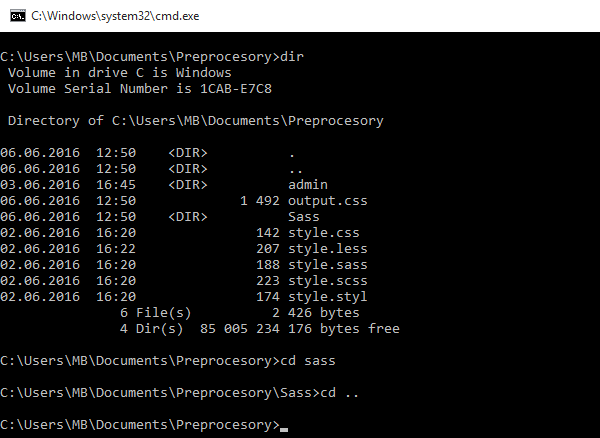 C:\Windows\system32\cmd.exe
C:\Users\MB\Documents\Preprocesory>dir
Volume in drive C is Windows
Volume Serial Number is 1CAB-E7C8
Directory of C:\Users\MB\Documents\Preprocesory
06.06.2016  12:50    <DIR>          .
06.06.2016  12:50    <DIR>          ..
03.06.2016  16:45    <DIR>          admin
06.06.2016  12:50             1 492 output.css
06.06.2016  12:50    <DIR>          Sass
02.06.2016  16:20               142 style.css
02.06.2016  16:22               207 style.less
02.06.2016  16:20               188 style.sass
02.06.2016  16:20               223 style.scss
02.06.2016  16:20               174 style.styl
6 File(s)          2 426 bytes
4 Dir(s)  85 005 234 176 bytes free
C:\Users\MB\Documents\Preprocesory>cd sass
C:\Users\MB\Documents\Preprocesory\Sass>cd ..
C:\Users\MB\Documents\Preprocesory>